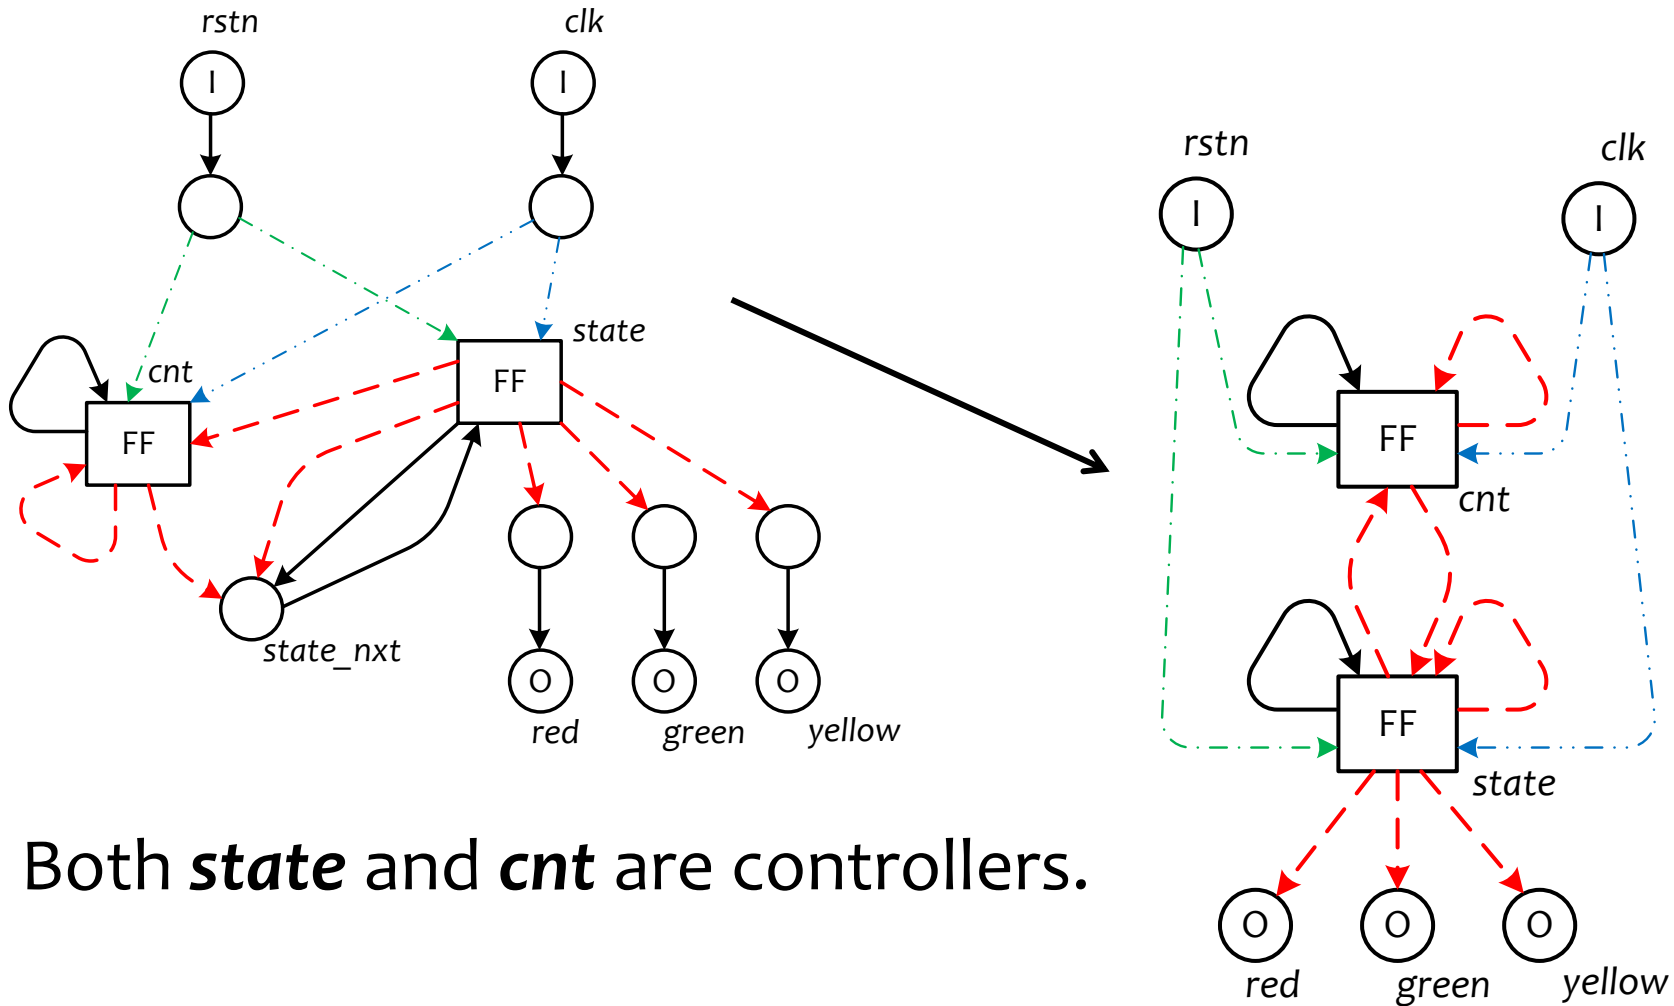 rstn
clk
I
I
state
FF
cnt
FF
state_nxt
O
O
O
red
green
yellow
rstn
clk
I
I
FF
cnt
FF
state
O
O
O
red
green
yellow
Both state and cnt are controllers.